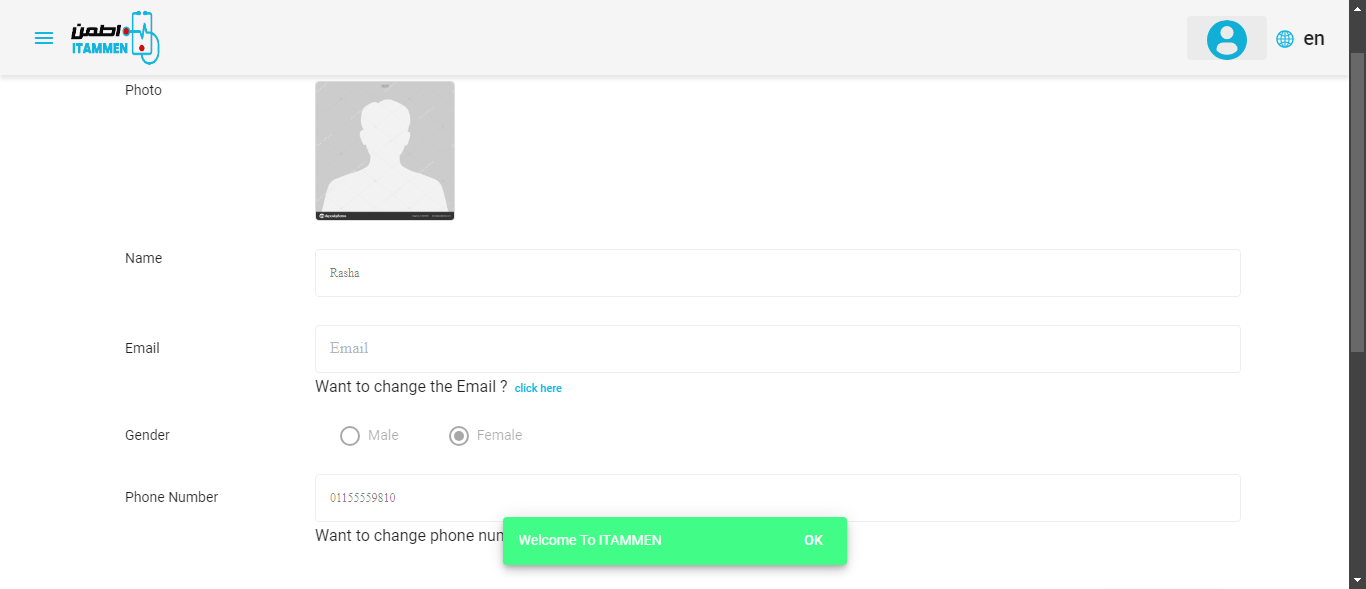 اطمن
ITAMMEN
en
Photo
depositphotos
Name
Rasha
Email
Email
Want to change the Email ? click here
Gender
Male
Female
Phone Number
01155559810
Want to change phone num
Welcome To ITAMMEN
OK